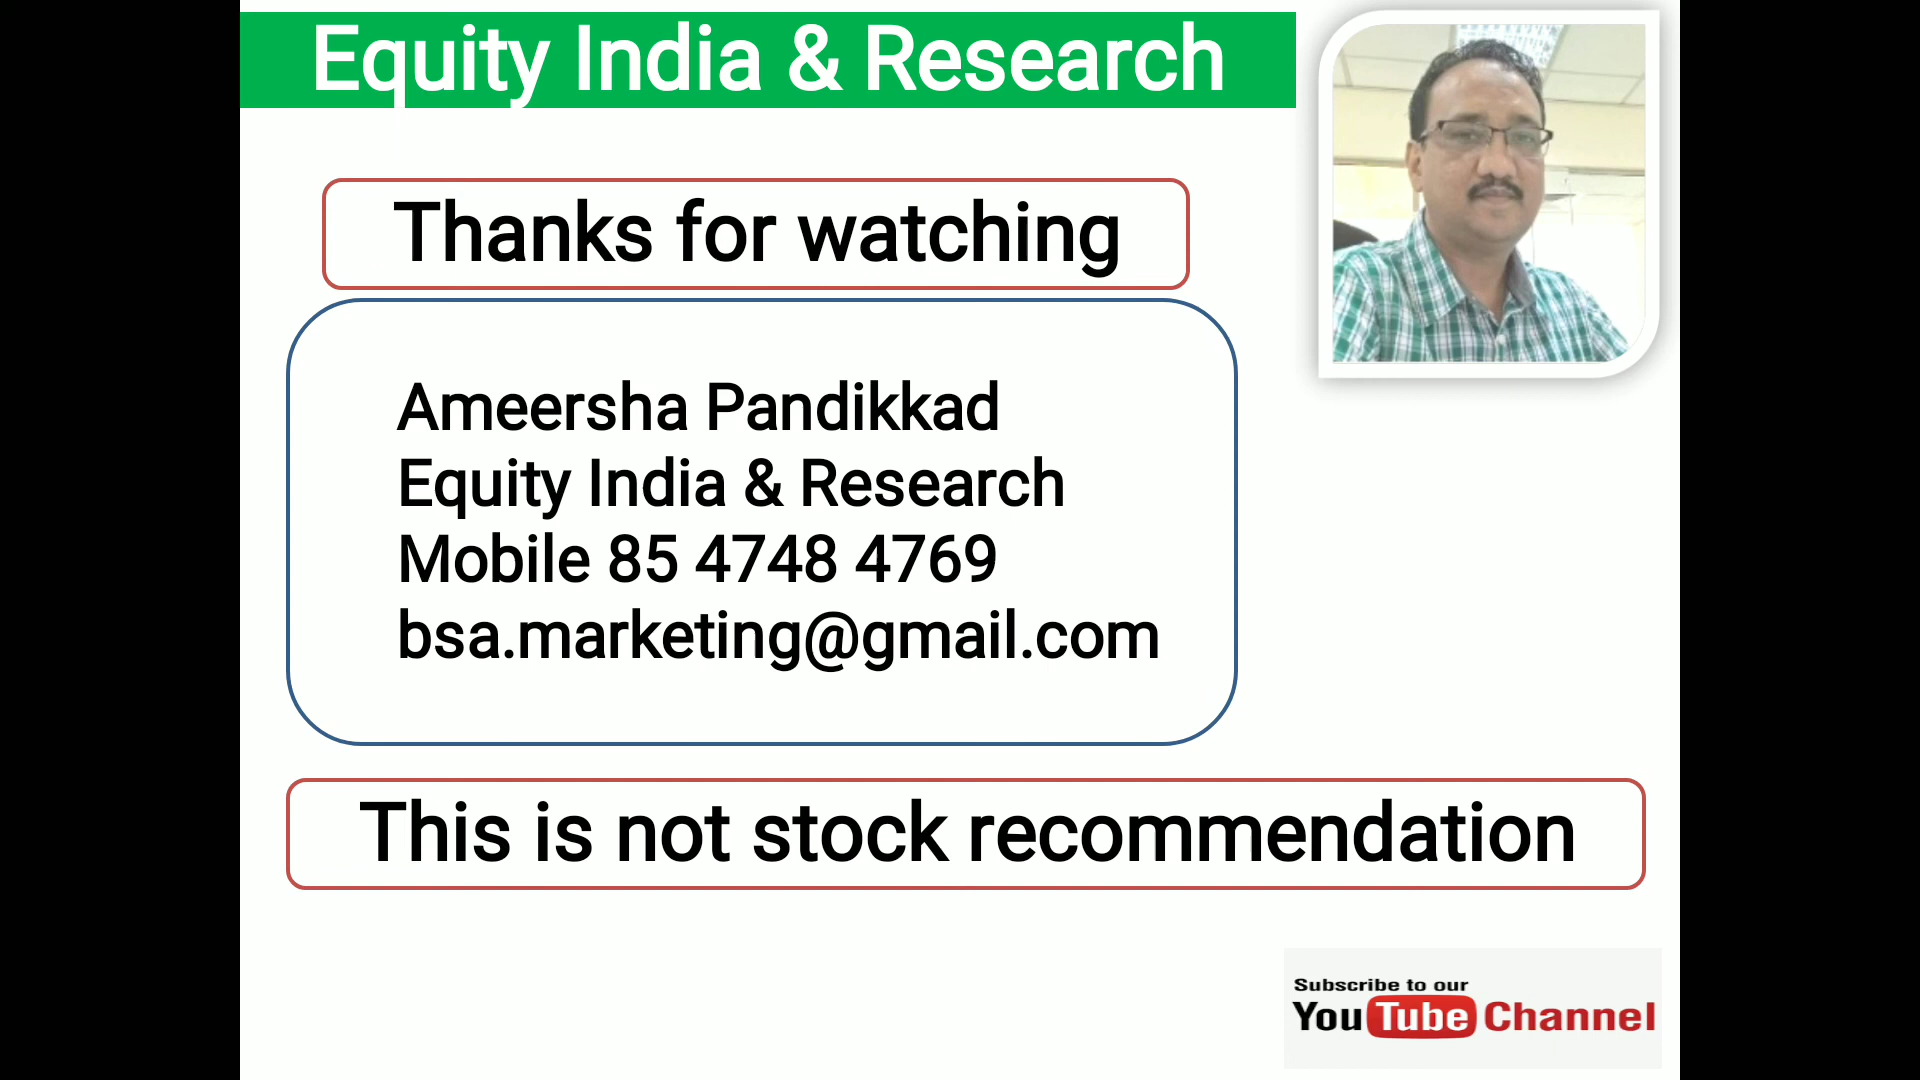 Equity India & Research
Thanks for watching
Ameersha Pandikkad
Equity India & Research
Mobile 85 4748 4769
bsa.marketing@gmail.com
This is not stock recommendation
Subscribe to our
YouTube Channel